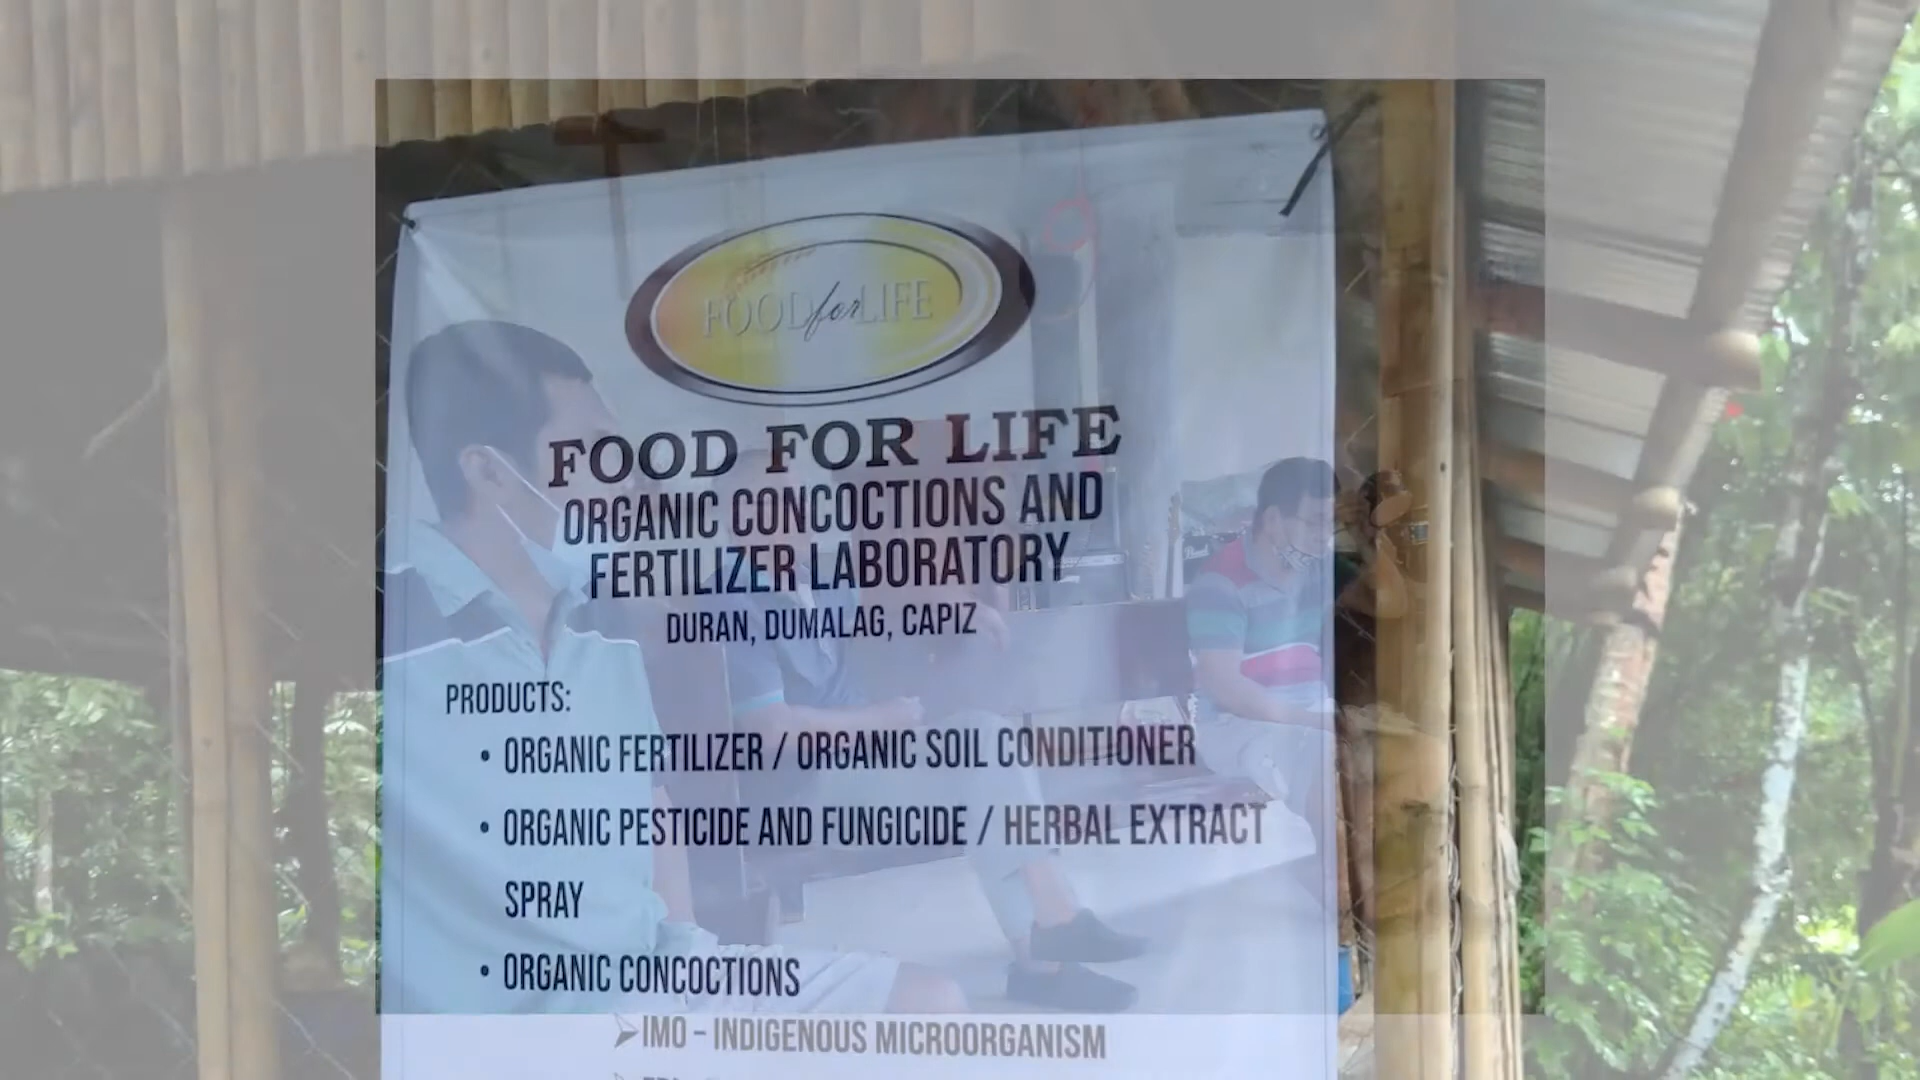 FOOD for LIFE
FOOD FOR LIFE
ORGANIC CONCOCTIONS AND
FERTILIZER LABORATORY
DURAN, DUMALAG, CAPIZ
PRODUCTS:
• ORGANIC FERTILIZER / ORGANIC SOIL CONDITIONER
• ORGANIC PESTICIDE AND FUNGICIDE / HERBAL EXTRACT
SPRAY
• ORGANIC CONCOCTIONS
➢IMO – INDIGENOUS MICROORGANISM